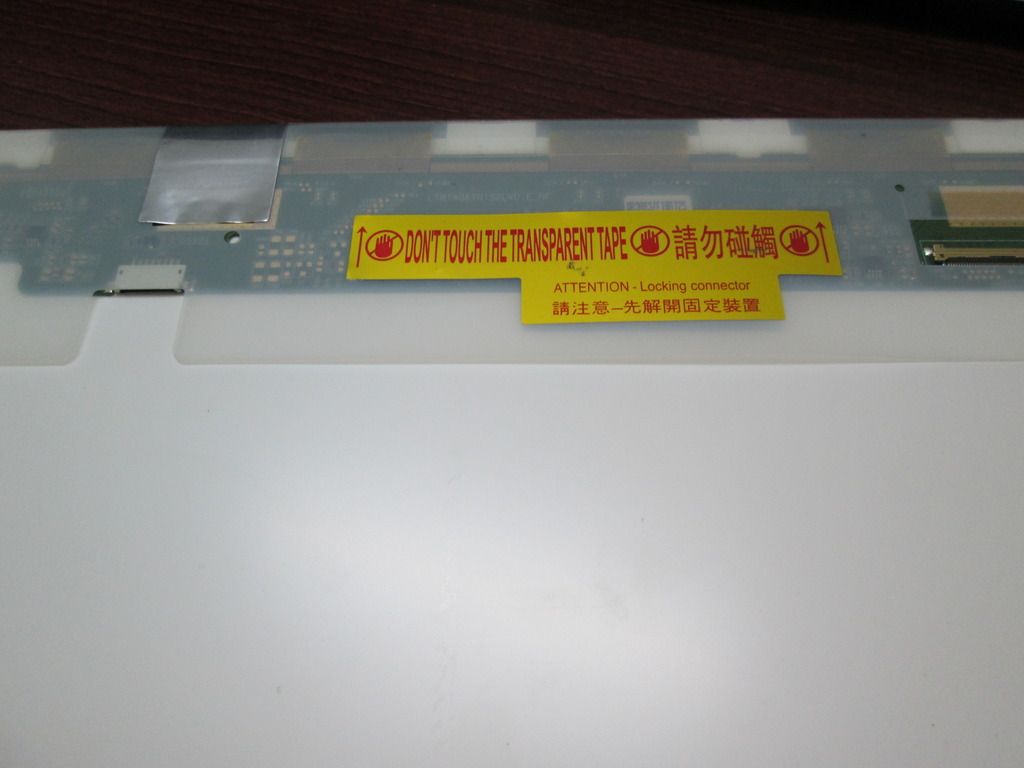 DON'T TOUCH THE TRANSPARENT TAPE 請勿碰觸
ATTENTION - Locking connector
請注意–先解開固定裝置